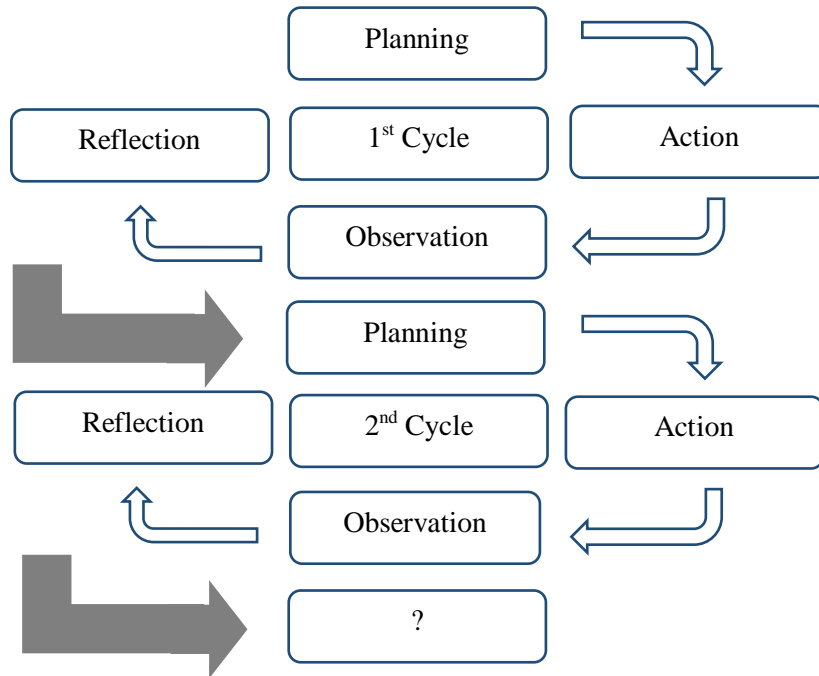 Planning
Reflection
1st Cycle
Action
Observation
Planning
Reflection
2nd Cycle
Action
Observation
?